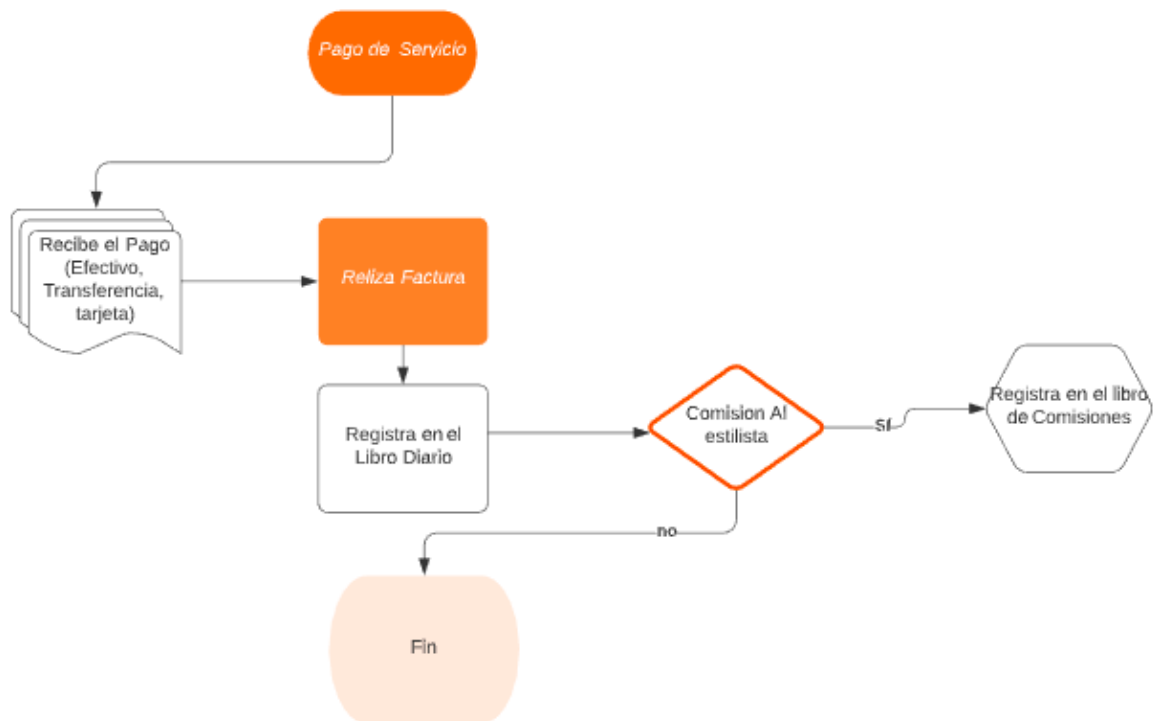 Pago de Servicio
Recibe el Pago
(Efectivo,
Transferencia,
tarjeta)
Reliza Factura
Registra en el
Libro Diario
Comision Al
estilista
Sí
Registra en el libro
de Comisiones
no
Fin